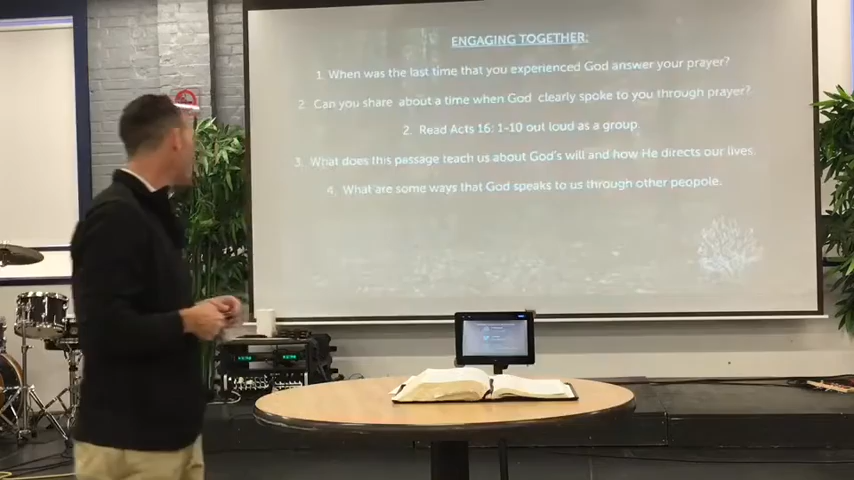 ENGAGING TOGETHER:
1. When was the last time that you experienced God answer your prayer?
2. Can you share about a time when God clearly spoke to you through prayer?
2. Read Acts 16: 1-10 out loud as a group
3. What does this passage teach us about God's will and how He directs our lives.
4. What are some ways that God speaks to us through other pepople.